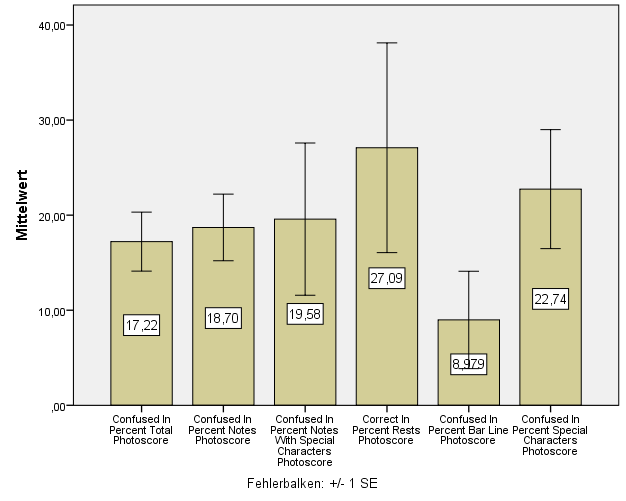 40,00
30,00
20,00
10,00
,00
Mittelwert
17,22
18,70
19,58
27,09
8,979
22,74
Confused In
Percent Total
Photoscore
Confused In
Percent Notes
Photoscore
Confused In
Percent Notes
With Special
Characters
Photoscore
Correct In
Percent Rests
Photoscore
Confused In
Percent Bar Line
Photoscore
Confused In
Percent Special
Characters
Photoscore
Fehlerbalken: +/- 1 SE